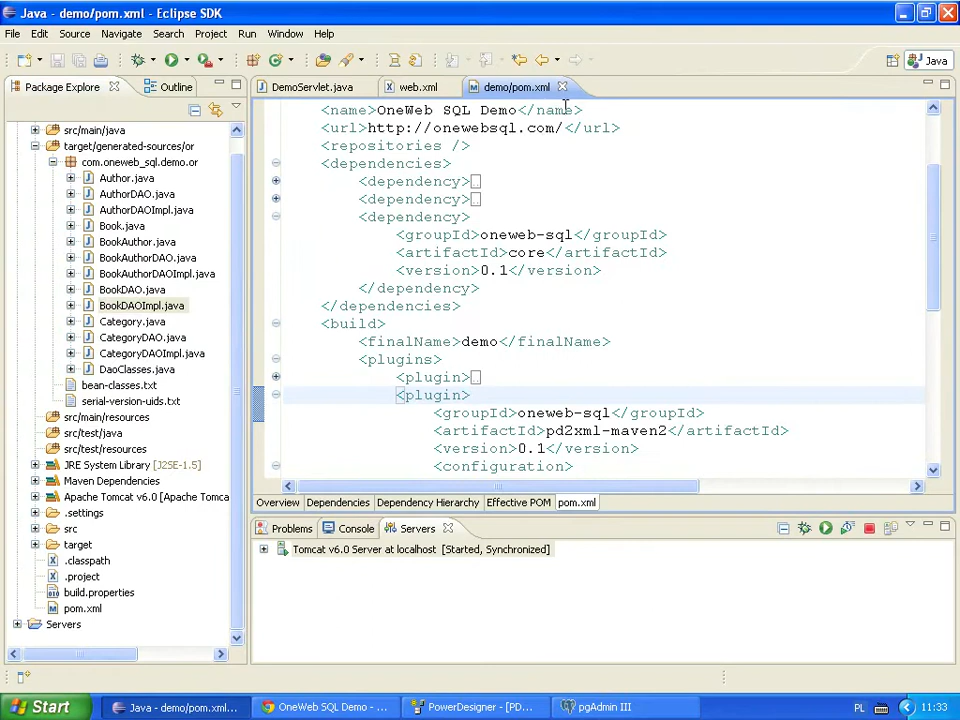 Java - demo/pom.xml - Eclipse SDK
File Edit Source Navigate Search Project Run Window Help
Java
Package Explore
Outline
DemoServlet.java
web.xml
demo/pom.xml
src/main/java
target/generated-sources/or
com.oneweb_sql.demo.or
Author.java
AuthorDAO.java
AuthorDAOImpl.java
Book.java
BookAuthor.java
BookAuthorDAO.java
BookAuthorDAOImpl.java
BookDAO.java
BookDAOImpl.java
Category.java
CategoryDAO.java
CategoryDAOImpl.java
DaoClasses.java
bean-classes.txt
serial-version-uids.txt
src/main/resources
src/test/java
src/test/resources
JRE System Library [J2SE-1.5]
Maven Dependencies
Apache Tomcat v6.0 [Apache Tomca
.settings
src
target
.classpath
.project
build.properties
pom.xml
Servers
<name>OneWeb SQL Demo</name>
<url>http://onewebsql.com/</url>
<repositories />
<dependencies>
<dependency>
<dependency>
<dependency>
<groupId>oneweb-sql</groupId>
<artifactId>core</artifactId>
<version>0.1</version>
</dependency>
</dependencies>
<build>
<finalName>demo</finalName>
<plugins>
<plugin>
<plugin>
<groupId>oneweb-sql</groupId>
<artifactId>pd2xml-maven2</artifactId>
<version>0.1</version>
<configuration>
Overview Dependencies Dependency Hierarchy Effective POM pom.xml
Problems Console Servers
Tomcat v6.0 Server at localhost [Started, Synchronized]
Start
Java - demo/pom.xml...
OneWeb SQL Demo - ...
PowerDesigner - [PD...
pgAdmin III
PL
11:33